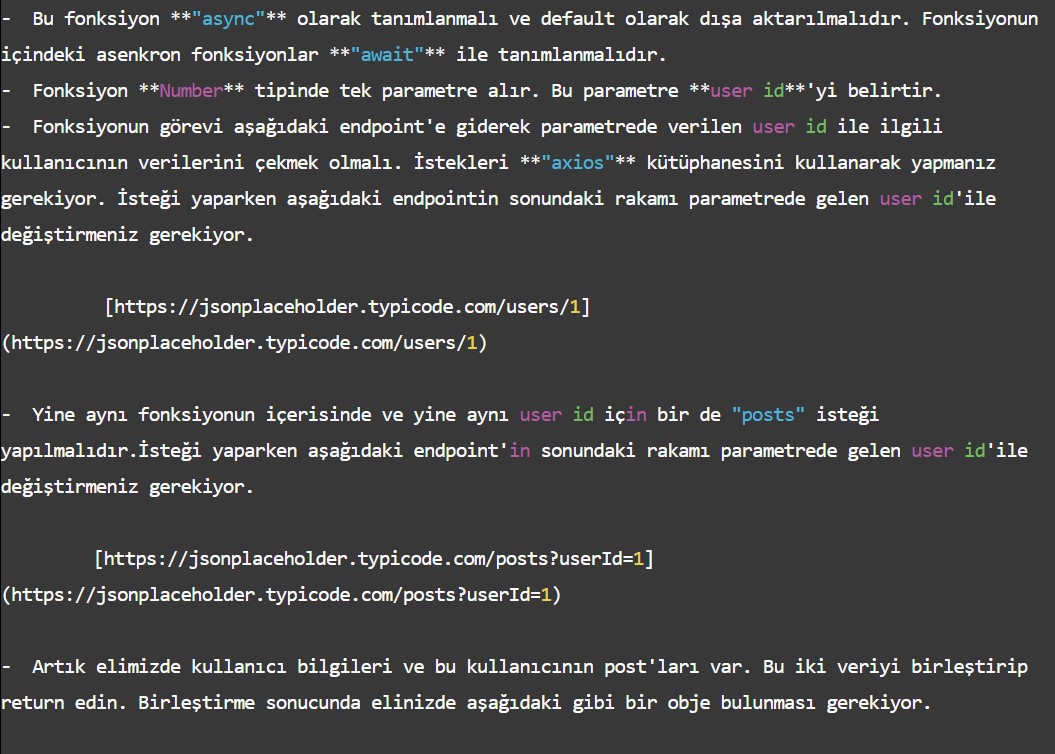 -  Bu fonksiyon **"async"** olarak tanımlanmalı ve default olarak dışa aktarılmalıdır. Fonksiyonun
içindeki asenkron fonksiyonlar **"await"** ile tanımlanmalıdır.
-  Fonksiyon **Number** tipinde tek parametre alır. Bu parametre **user id**'yi belirtir.
-  Fonksiyonun görevi aşağıdaki endpoint'e giderek parametrede verilen user id ile ilgili
kullanıcının verilerini çekmek olmalı. İstekleri **"axios"** kütüphanesini kullanarak yapmanız
gerekiyor. İsteği yaparken aşağıdaki endpointin sonundaki rakamı parametrede gelen user id'ile
değiştirmeniz gerekiyor.
[https://jsonplaceholder.typicode.com/users/1]
(https://jsonplaceholder.typicode.com/users/1)
-  Yine aynı fonksiyonun içerisinde ve yine aynı user id için bir de "posts" isteği
yapılmalıdır.İsteği yaparken aşağıdaki endpoint'in sonundaki rakamı parametrede gelen user id'ile
değiştirmeniz gerekiyor.
[https://jsonplaceholder.typicode.com/posts?userId=1]
(https://jsonplaceholder.typicode.com/posts?userId=1)
-  Artık elimizde kullanıcı bilgileri ve bu kullanıcının post'ları var. Bu iki veriyi birleştirip
return edin. Birleştirme sonucunda elinizde aşağıdaki gibi bir obje bulunması gerekiyor.